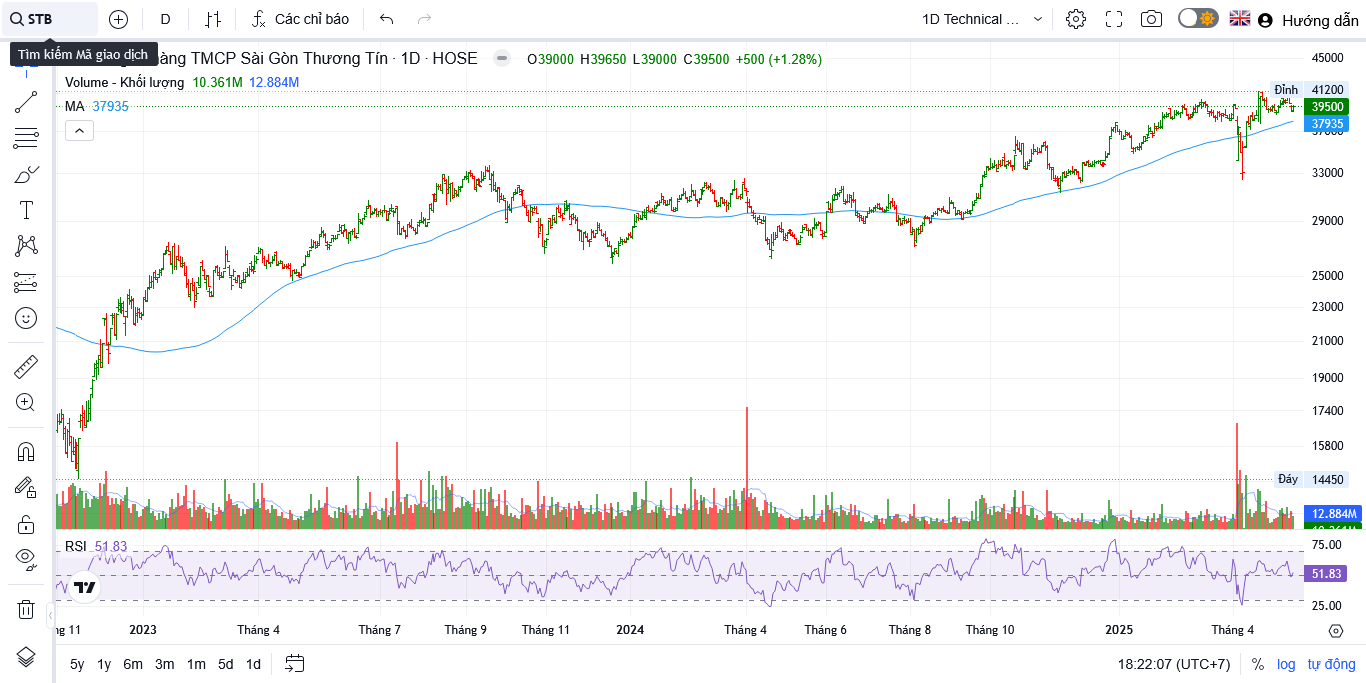 STB
D
Các chỉ báo
1D Technical ...
Hướng dẫn
Tìm kiếm Mã giao dịch
àng TMCP Sài Gòn Thương Tín · 1D · HOSE
O39000 H39650 L39000 C39500 +500 (+1.28%)
Volume - Khối lượng 10.361M 12.884M
MA 37935
45000
Đỉnh 41200
39500
37935
37000
33000
29000
25000
23000
21000
19000
17400
15800
Đáy 14450
12.884M
10.361M
RSI 51.83
75.00
51.83
25.00
ng 11 2023 Tháng 4 Tháng 7 Tháng 9 Tháng 11 2024 Tháng 4 Tháng 6 Tháng 8 Tháng 10 2025 Tháng 4
5y 1y 6m 3m 1m 5d 1d
18:22:07 (UTC+7) % log tự động